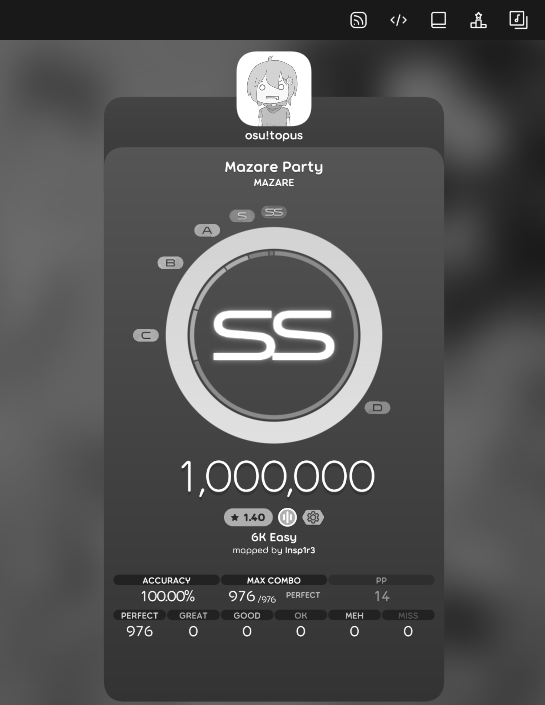 osu!topus
Mazare Party
MAZARE
SS
S
A
B
C
SS
D
1,000,000
★ 1.40
6K Easy
mapped by Insp1r3
ACCURACY MAX COMBO PP
100.00% 976 /976 PERFECT 14
PERFECT GREAT GOOD OK MEH MISS
976 0 0 0 0 0